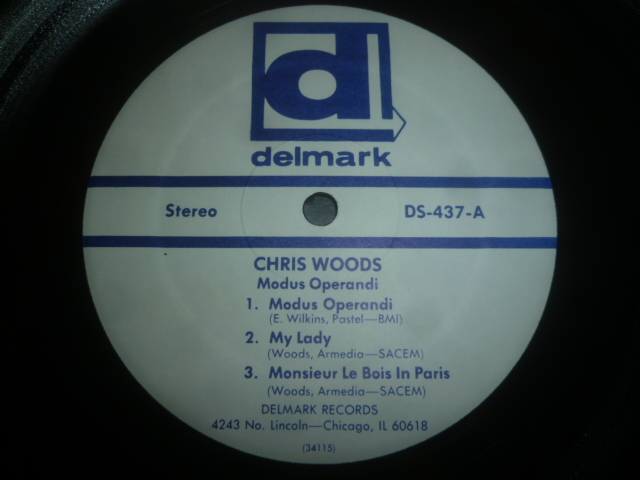 d
delmark
Stereo DS-437-A
CHRIS WOODS
Modus Operandi
1. Modus Operandi
(E. Wilkins, Pastel—BMI)
2. My Lady
(Woods, Armedia—SACEM)
3. Monsieur Le Bois In Paris
(Woods, Armedia—SACEM)
DELMARK RECORDS
4243 No. Lincoln—Chicago, IL 60618
(34115)